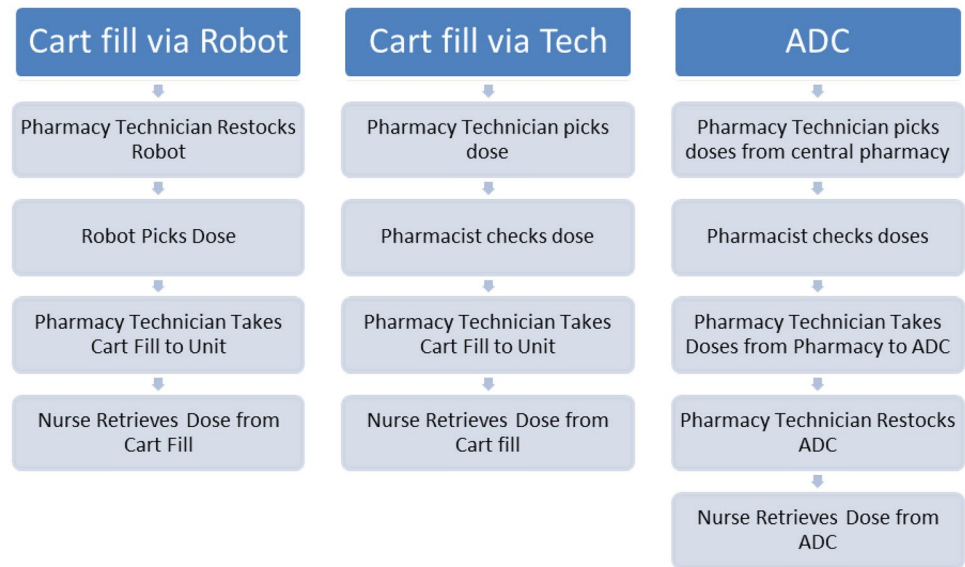 Cart fill via Robot
Pharmacy Technician Restocks
Robot
Robot Picks Dose
Pharmacy Technician Takes
Cart Fill to Unit
Nurse Retrieves Dose from
Cart Fill
Cart fill via Tech
Pharmacy Technician picks
dose
Pharmacist checks dose
Pharmacy Technician Takes
Cart Fill to Unit
Nurse Retrieves Dose from
Cart fill
ADC
Pharmacy Technician picks
doses from central pharmacy
Pharmacist checks doses
Pharmacy Technician Takes
Doses from Pharmacy to ADC
Pharmacy Technician Restocks
ADC
Nurse Retrieves Dose from
ADC